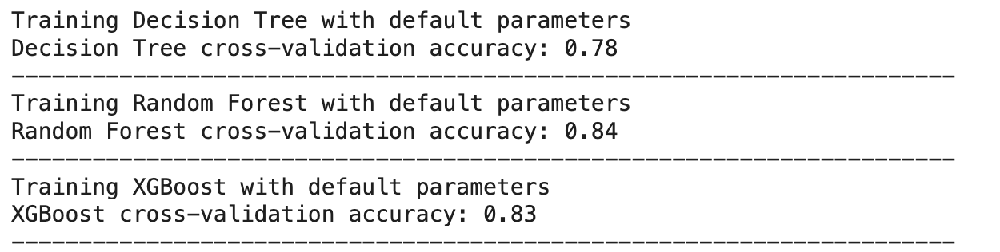 Training Decision Tree with default parameters
Decision Tree cross-validation accuracy: 0.78
----------------------------------------------------------------------
Training Random Forest with default parameters
Random Forest cross-validation accuracy: 0.84
----------------------------------------------------------------------
Training XGBoost with default parameters
XGBoost cross-validation accuracy: 0.83
----------------------------------------------------------------------